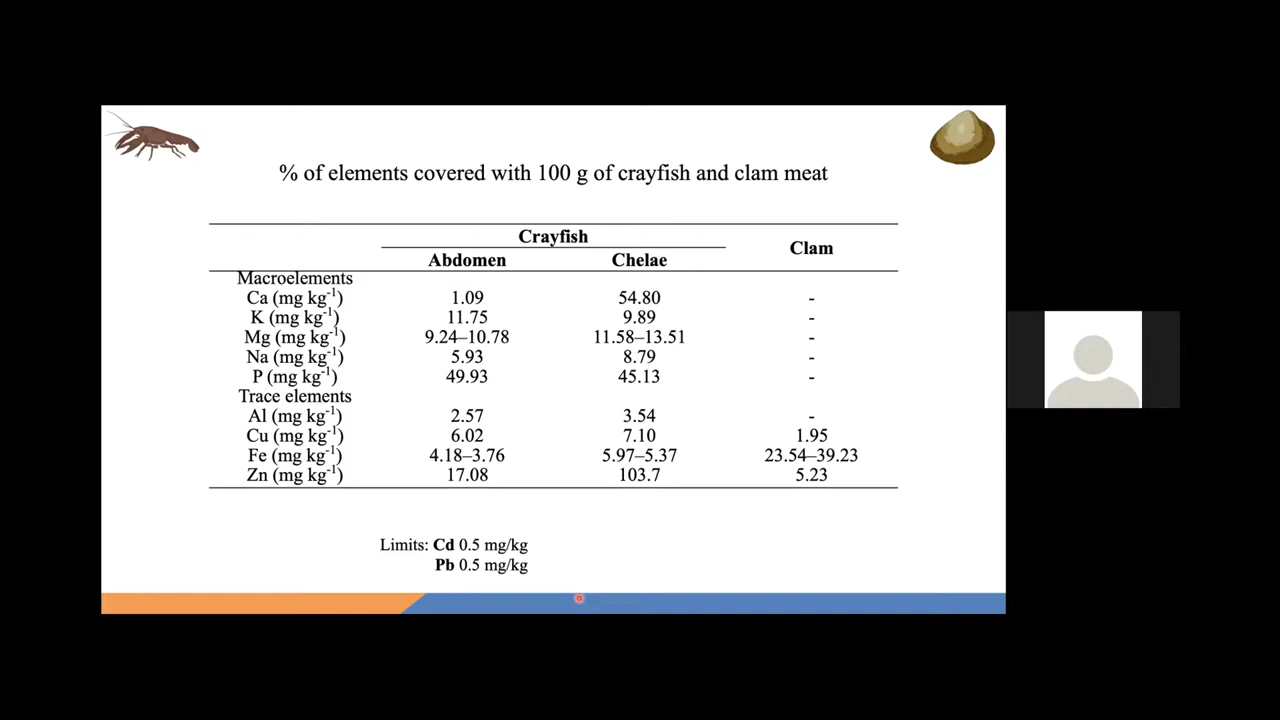 % of elements covered with 100 g of crayfish and clam meat
Crayfish
Clam
Abdomen Chelae
Macroelements
Ca (mg kg⁻¹) 1.09 54.80 -
K (mg kg⁻¹) 11.75 9.89 -
Mg (mg kg⁻¹) 9.24–10.78 11.58–13.51 -
Na (mg kg⁻¹) 5.93 8.79 -
P (mg kg⁻¹) 49.93 45.13 -
Trace elements
Al (mg kg⁻¹) 2.57 3.54 -
Cu (mg kg⁻¹) 6.02 7.10 1.95
Fe (mg kg⁻¹) 4.18–3.76 5.97–5.37 23.54–39.23
Zn (mg kg⁻¹) 17.08 103.7 5.23
Limits: Cd 0.5 mg/kg
Pb 0.5 mg/kg